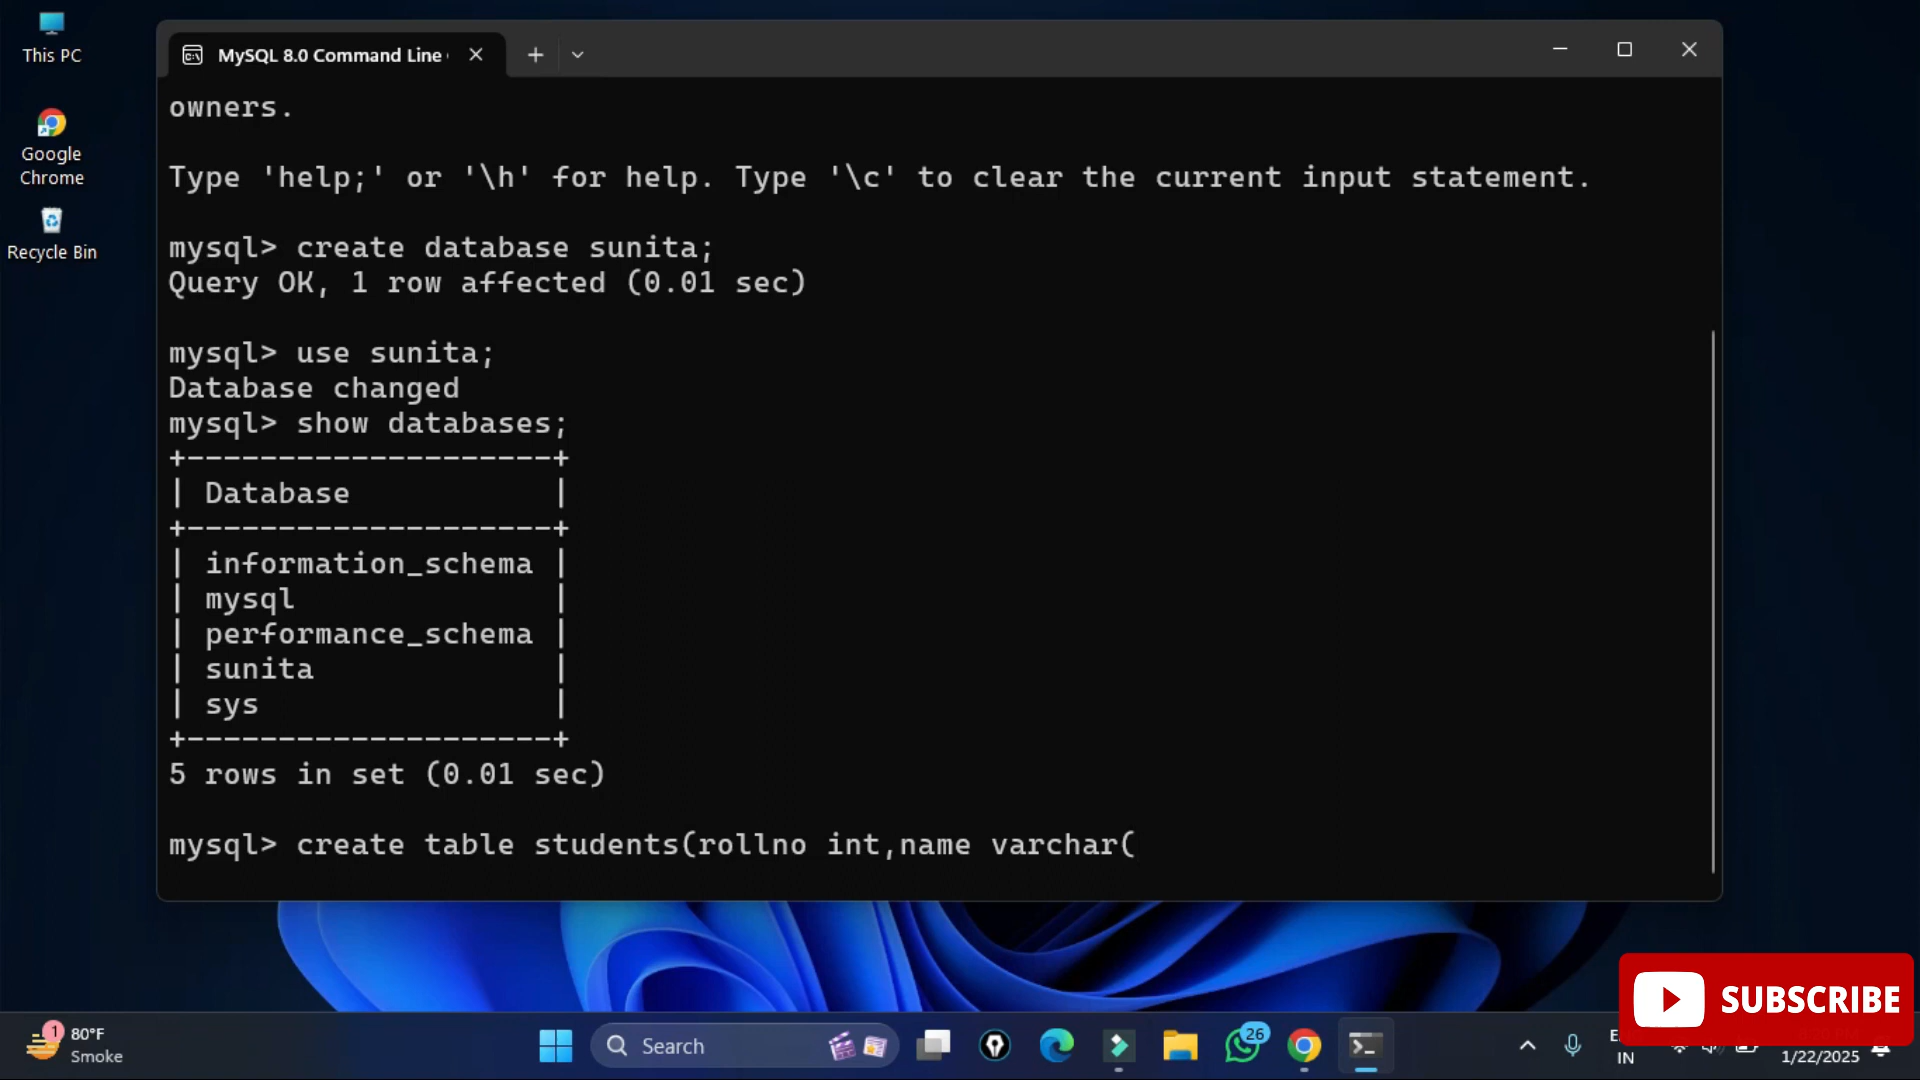 This PC
Google
Chrome
Recycle Bin
MySQL 8.0 Command Line
owners.
Type 'help;' or '\h' for help. Type '\c' to clear the current input statement.
mysql> create database sunita;
Query OK, 1 row affected (0.01 sec)
mysql> use sunita;
Database changed
mysql> show databases;
+--------------------+
| Database           |
+--------------------+
| information_schema |
| mysql              |
| performance_schema |
| sunita             |
| sys                |
+--------------------+
5 rows in set (0.01 sec)
mysql> create table students(rollno int,name varchar(
SUBSCRIBE
1
80°F
Smoke
Search
26
IN
1/22/2025